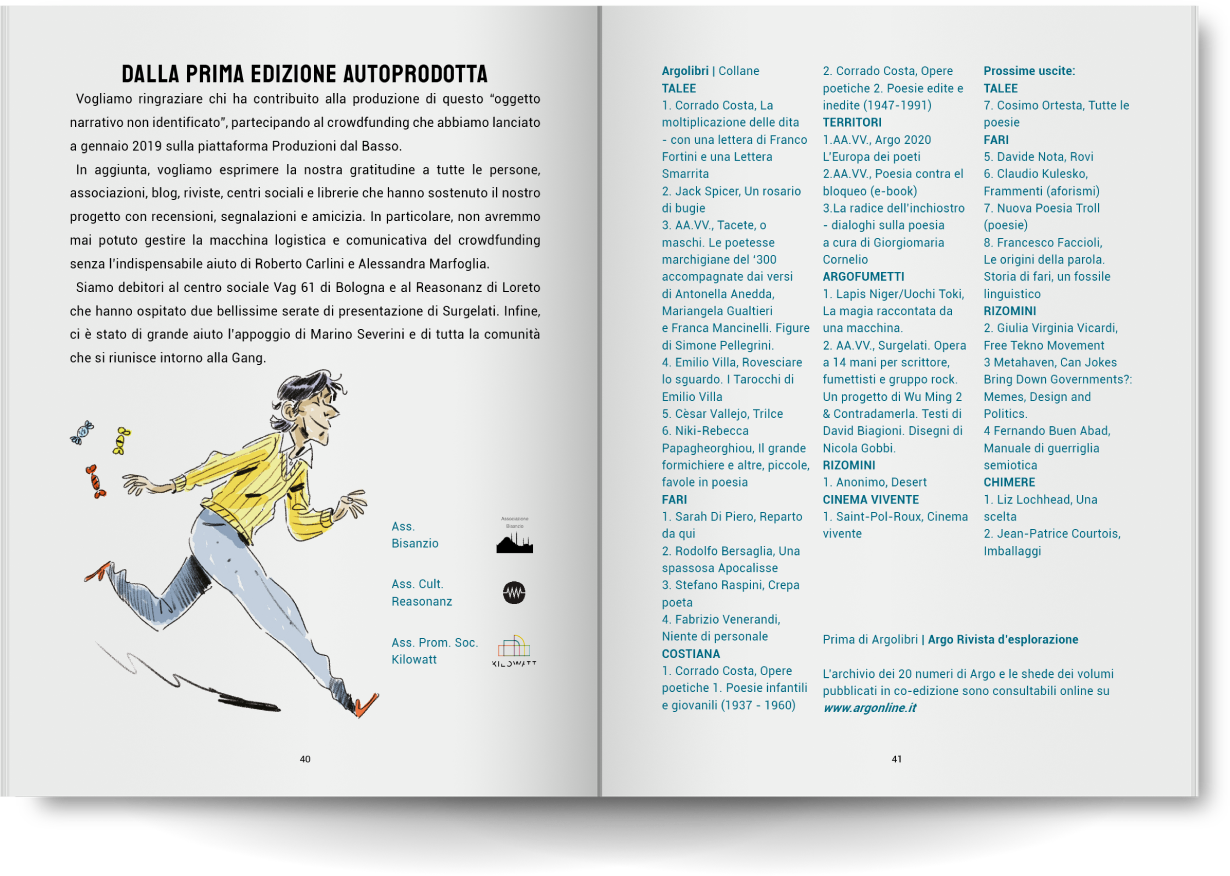 DALLA PRIMA EDIZIONE AUTOPRODOTTA
Vogliamo ringraziare chi ha contribuito alla produzione di questo “oggetto
narrativo non identificato”, partecipando al crowdfunding che abbiamo lanciato
a gennaio 2019 sulla piattaforma Produzioni dal Basso.
In aggiunta, vogliamo esprimere la nostra gratitudine a tutte le persone,
associazioni, blog, riviste, centri sociali e librerie che hanno sostenuto il nostro
progetto con recensioni, segnalazioni e amicizia. In particolare, non avremmo
mai potuto gestire la macchina logistica e comunicativa del crowdfunding
senza l’indispensabile aiuto di Roberto Carlini e Alessandra Marfoglia.
Siamo debitori al centro sociale Vag 61 di Bologna e al Reasonanz di Loreto
che hanno ospitato due bellissime serate di presentazione di Surgelati. Infine,
ci è stato di grande aiuto l’appoggio di Marino Severini e di tutta la comunità
che si riunisce intorno alla Gang.
Ass.
Bisanzio
Associazione
Bisanzio
Ass. Cult.
Reasonanz
Ass. Prom. Soc.
Kilowatt
KILOWATT
40
Argolibri | Collane
TALEE
1. Corrado Costa, La
moltiplicazione delle dita
- con una lettera di Franco
Fortini e una Lettera
Smarrita
2. Jack Spicer, Un rosario
di bugie
3. AA.VV., Tacete, o
maschi. Le poetesse
marchigiane del ‘300
accompagnate dai versi
di Antonella Anedda,
Mariangela Gualtieri
e Franca Mancinelli. Figure
di Simone Pellegrini.
4. Emilio Villa, Rovesciare
lo sguardo. I Tarocchi di
Emilio Villa
5. Cèsar Vallejo, Trilce
6. Niki-Rebecca
Papagheorghiou, Il grande
formichiere e altre, piccole,
favole in poesia
FARI
1. Sarah Di Piero, Reparto
da qui
2. Rodolfo Bersaglia, Una
spassosa Apocalisse
3. Stefano Raspini, Crepa
poeta
4. Fabrizio Venerandi,
Niente di personale
COSTIANA
1. Corrado Costa, Opere
poetiche 1. Poesie infantili
e giovanili (1937 - 1960)
2. Corrado Costa, Opere
poetiche 2. Poesie edite e
inedite (1947-1991)
TERRITORI
1.AA.VV., Argo 2020
L’Europa dei poeti
2.AA.VV., Poesia contra el
bloqueo (e-book)
3.La radice dell’inchiostro
- dialoghi sulla poesia
a cura di Giorgiomaria
Cornelio
ARGOFUMETTI
1. Lapis Niger/Uochi Toki,
La magia raccontata da
una macchina.
2. AA.VV., Surgelati. Opera
a 14 mani per scrittore,
fumettisti e gruppo rock.
Un progetto di Wu Ming 2
& Contradamerla. Testi di
David Biagioni. Disegni di
Nicola Gobbi.
RIZOMINI
1. Anonimo, Desert
CINEMA VIVENTE
1. Saint-Pol-Roux, Cinema
vivente
Prossime uscite:
TALEE
7. Cosimo Ortesta, Tutte le
poesie
FARI
5. Davide Nota, Rovi
6. Claudio Kulesko,
Frammenti (aforismi)
7. Nuova Poesia Troll
(poesie)
8. Francesco Faccioli,
Le origini della parola.
Storia di fari, un fossile
linguistico
RIZOMINI
2. Giulia Virginia Vicardi,
Free Tekno Movement
3 Metahaven, Can Jokes
Bring Down Governments?:
Memes, Design and
Politics.
4 Fernando Buen Abad,
Manuale di guerriglia
semiotica
CHIMERE
1. Liz Lochhead, Una
scelta
2. Jean-Patrice Courtois,
Imballaggi
Prima di Argolibri | Argo Rivista d’esplorazione
L’archivio dei 20 numeri di Argo e le shede dei volumi
pubblicati in co-edizione sono consultabili online su
www.argonline.it
41